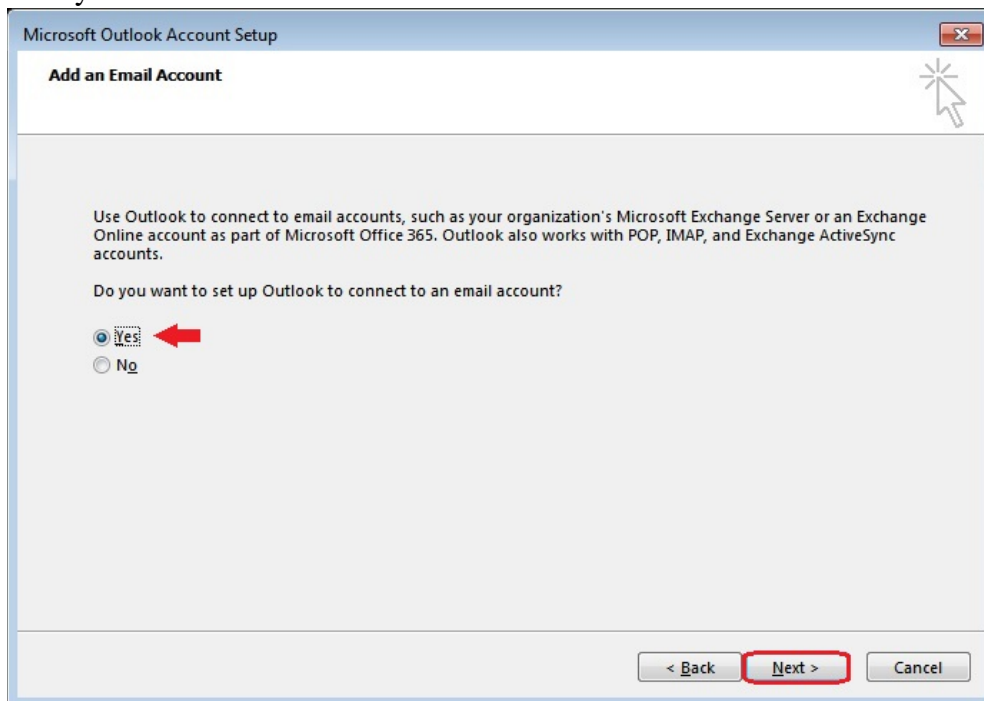 Microsoft Outlook Account Setup
Add an Email Account
Use Outlook to connect to email accounts, such as your organization's Microsoft Exchange Server or an Exchange
Online account as part of Microsoft Office 365. Outlook also works with POP, IMAP, and Exchange ActiveSync
accounts.
Do you want to set up Outlook to connect to an email account?
Yes
No
< Back Next > Cancel